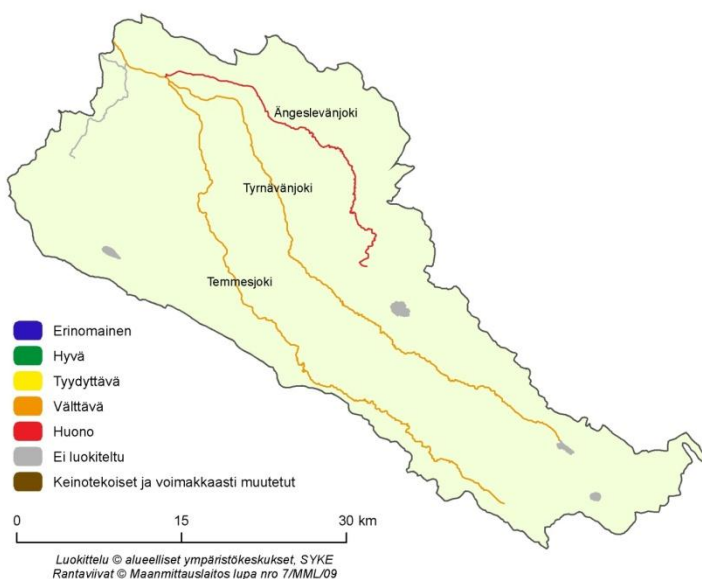 Ängeslevänjoki
Tyrnävänjoki
Temmesjoki
Erinomainen
Hyvä
Tyydyttävä
Välttävä
Huono
Ei luokiteltu
Keinotekoiset ja voimakkaasti muutetut
0 15 30 km
Luokittelu © alueelliset ympäristökeskukset, SYKE
Rantaviivat © Maanmittauslaitos lupa nro 7/MML/09